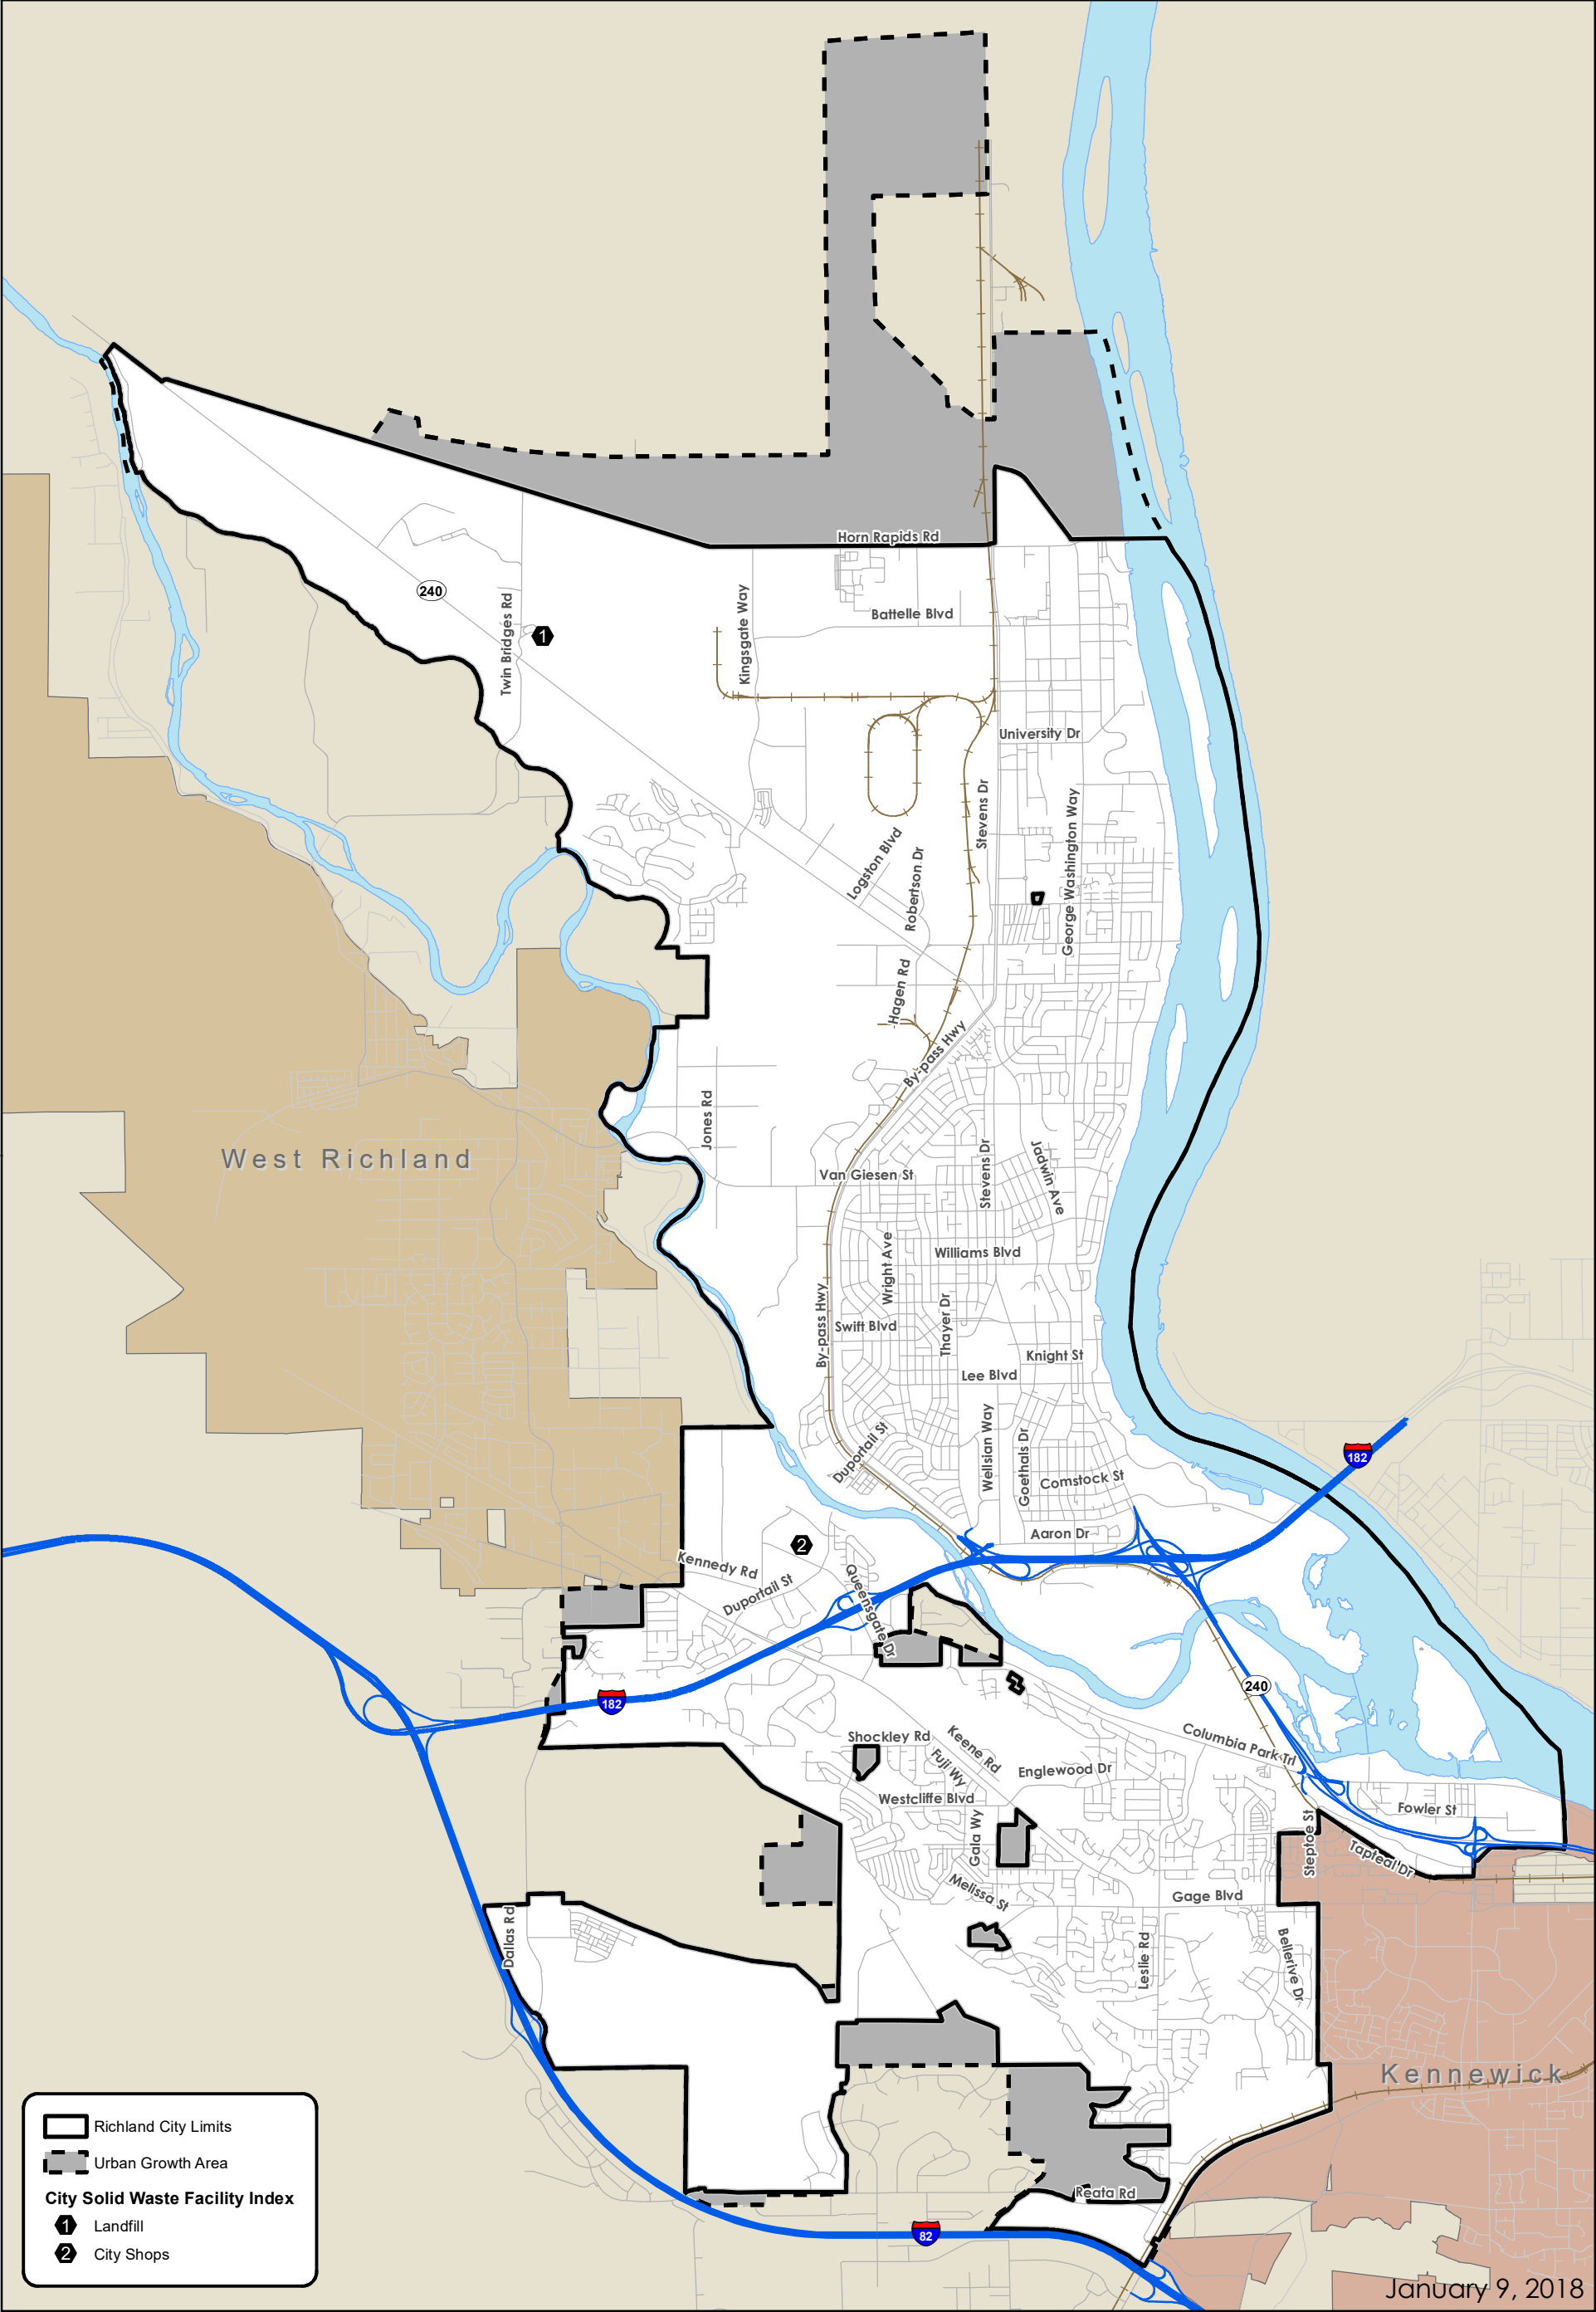 Horn Rapids Rd
240
Twin Bridges Rd
1
Kingsgate Way
Battelle Blvd
University Dr
Stevens Dr
George Washington Way
Logston Blvd
Robertson Dr
Hagen Rd
By-pass Hwy
Jones Rd
West Richland
Van Giesen St
Stevens Dr
Jadwin Ave
Wright Ave
Williams Blvd
By-pass Hwy
Swift Blvd
Thayer Dr
Knight St
Lee Blvd
Duportail St
Wellsian Way
Goethals Dr
Comstock St
182
Aaron Dr
2
Kennedy Rd
Duportail St
Queensgate Dr
182
240
Shockley Rd
Keene Rd
Fuji Wy
Columbia Park Trl
Englewood Dr
Westcliffe Blvd
Gala Wy
Fowler St
Steptoe St
Tapteal Dr
Melissa St
Gage Blvd
Dallas Rd
Leslie Rd
Bellerive Dr
Kennewick
Reata Rd
82
Richland City Limits
Urban Growth Area
City Solid Waste Facility Index
1 Landfill
2 City Shops
January 9, 2018